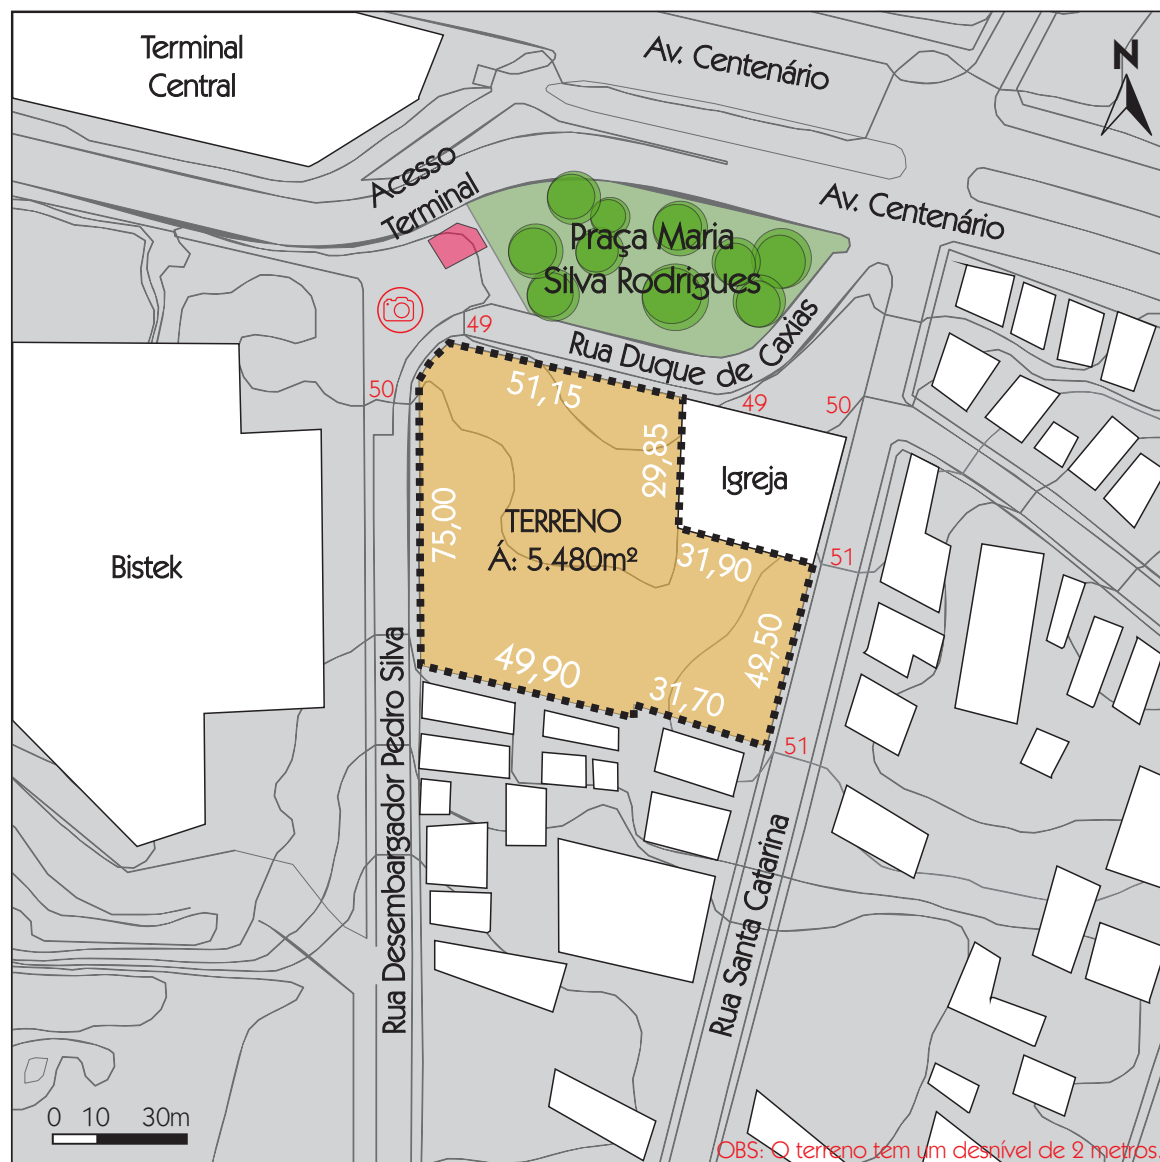 Terminal
Central
Av. Centenário
N
Acesso
Terminal
Av. Centenário
Praça Maria
Silva Rodrigues
49
Rua Duque de Caxias
50
51,15
49
50
29,85
Igreja
75,00
TERRENO
Á: 5.480m²
31,90
51
Bistek
49,90
42,50
31,70
51
Rua Desembargador Pedro Silva
Rua Santa Catarina
0 10 30m
OBS: O terreno tem um desnível de 2 metros.